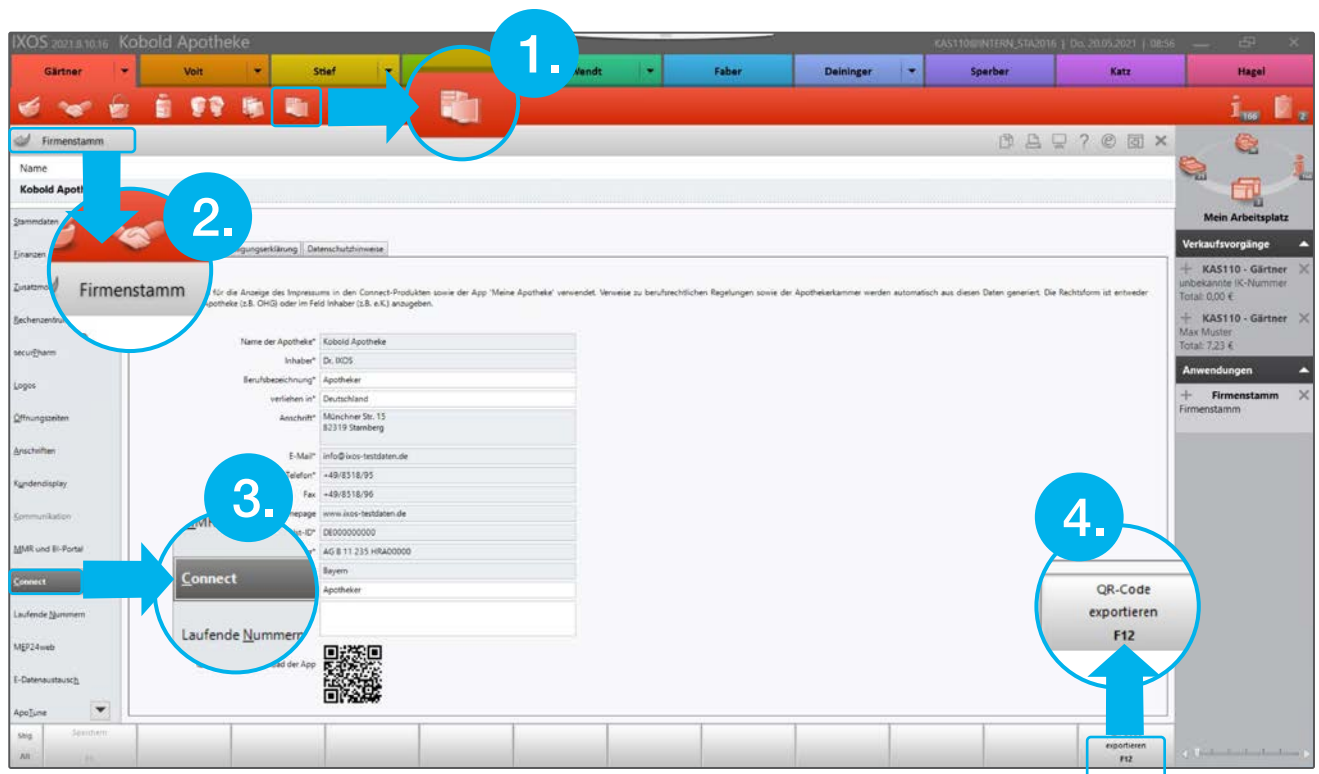 IXOS 2021.8.10.16 Kobold Apotheke
KAS110@INTERN_STA2016 | Do. 20.05.2021 | 08:56
1.
Gärtner
Voit
Stief
Wendt
Faber
Deininger
Sperber
Katz
Hagel
166
2
Firmenstamm
Name
Kobold Apoth
Mein Arbeitsplatz
2.
Stammdaten
Finanzen
Zusatzmod
Rechenzentru
securPharm
Logos
Öffnungszeiten
Anschriften
Kundendisplay
Kommunikation
MMR und BI-Portal
Connect
Laufende Nummern
MEP24web
E-Datenaustausch
ApoTune
Firmenstamm
Datenschutzhinweise
für die Anzeige des Impressums in den Connect-Produkten sowie der App 'Meine Apotheke' verwendet. Verweise zu berufsrechtlichen Regelungen sowie der Apothekerkammer werden automatisch aus diesen Daten generiert. Die Rechtsform ist entweder
Apotheke (z.B. OHG) oder im Feld Inhaber (z.B. e.K.) anzugeben.
Name der Apotheke* Kobold Apotheke
Inhaber* Dr. IXOS
Berufsbezeichnung* Apotheker
verliehen in* Deutschland
Anschrift* Münchner Str. 15
82319 Starnberg
E-Mail* info@ixos-testdaten.de
Telefon* +49/8518/95
Fax +49/8518/96
www.ixos-testdaten.de
DE000000000
AG B 11 235 HRA00000
Bayern
Apotheker
3.
Connect
Laufende Nummern
der App
Verkaufsvorgänge
KAS110 - Gärtner
unbekannte IK-Nummer
Total: 0,00 €
KAS110 - Gärtner
Max Muster
Total: 7,23 €
Anwendungen
Firmenstamm
Firmenstamm
4.
QR-Code
exportieren
F12
Strg
Alt
Speichern
exportieren
F12